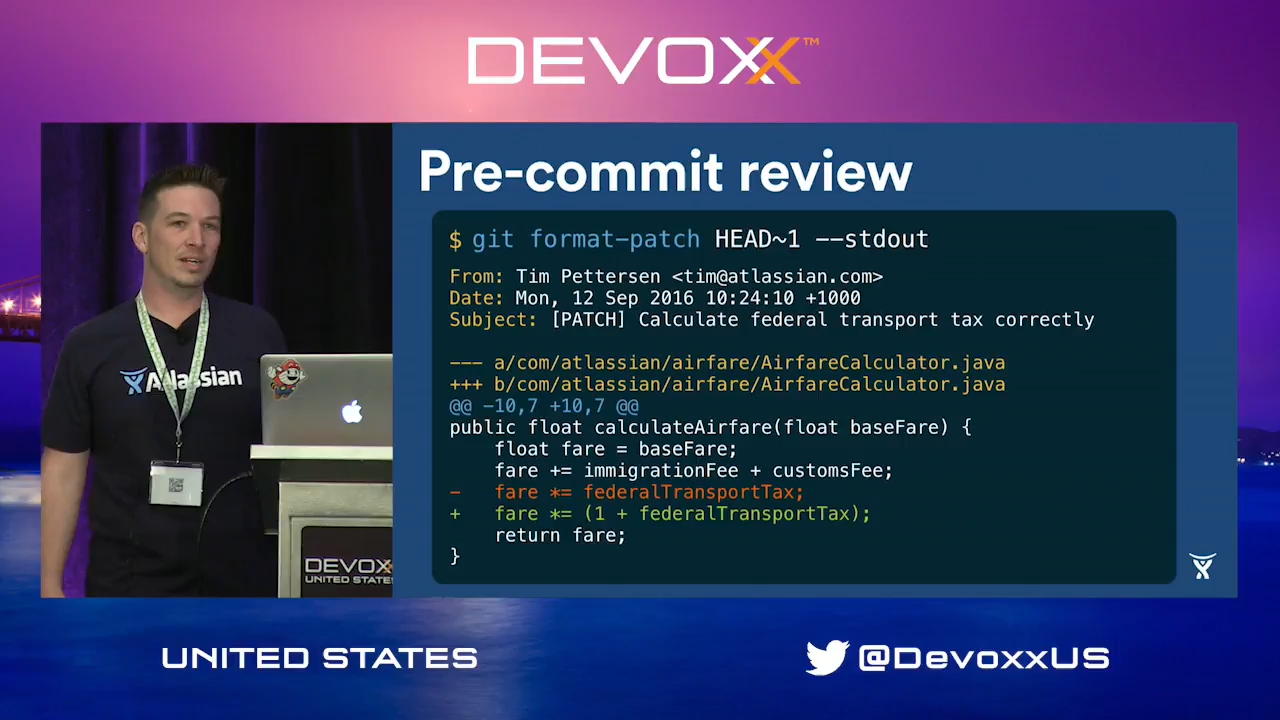 DEVOXX™
Pre-commit review
$ git format-patch HEAD~1 --stdout
From: Tim Pettersen <tim@atlassian.com>
Date: Mon, 12 Sep 2016 10:24:10 +1000
Subject: [PATCH] Calculate federal transport tax correctly
--- a/com/atlassian/airfare/AirfareCalculator.java
+++ b/com/atlassian/airfare/AirfareCalculator.java
@@ -10,7 +10,7 @@
public float calculateAirfare(float baseFare) {
    float fare = baseFare;
    fare += immigrationFee + customsFee;
-   fare *= federalTransportTax;
+   fare *= (1 + federalTransportTax);
    return fare;
}
Atlassian
DEVOXX
UNITED STATES
UNITED STATES
@DevoxxUS